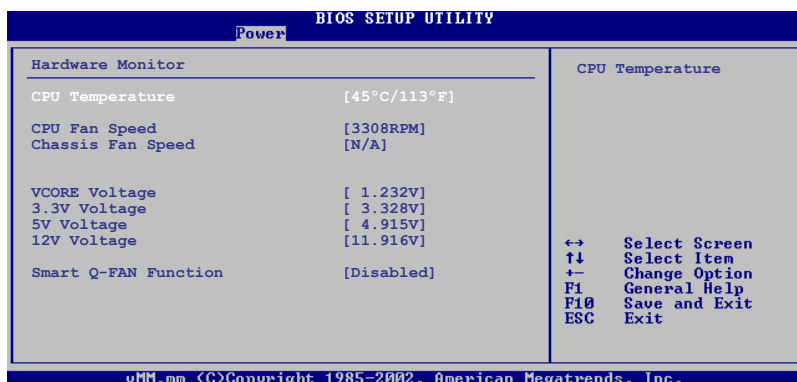 BIOS SETUP UTILITY
Power
Hardware Monitor
CPU Temperature [45°C/113°F]
CPU Fan Speed [3308RPM]
Chassis Fan Speed [N/A]
VCORE Voltage [ 1.232V]
3.3V Voltage [ 3.328V]
5V Voltage [ 4.915V]
12V Voltage [11.916V]
Smart Q-FAN Function [Disabled]
CPU Temperature
←→ Select Screen
↑↓ Select Item
+- Change Option
F1 General Help
F10 Save and Exit
ESC Exit
vMM.mm (C)Copyright 1985-2002, American Megatrends, Inc.